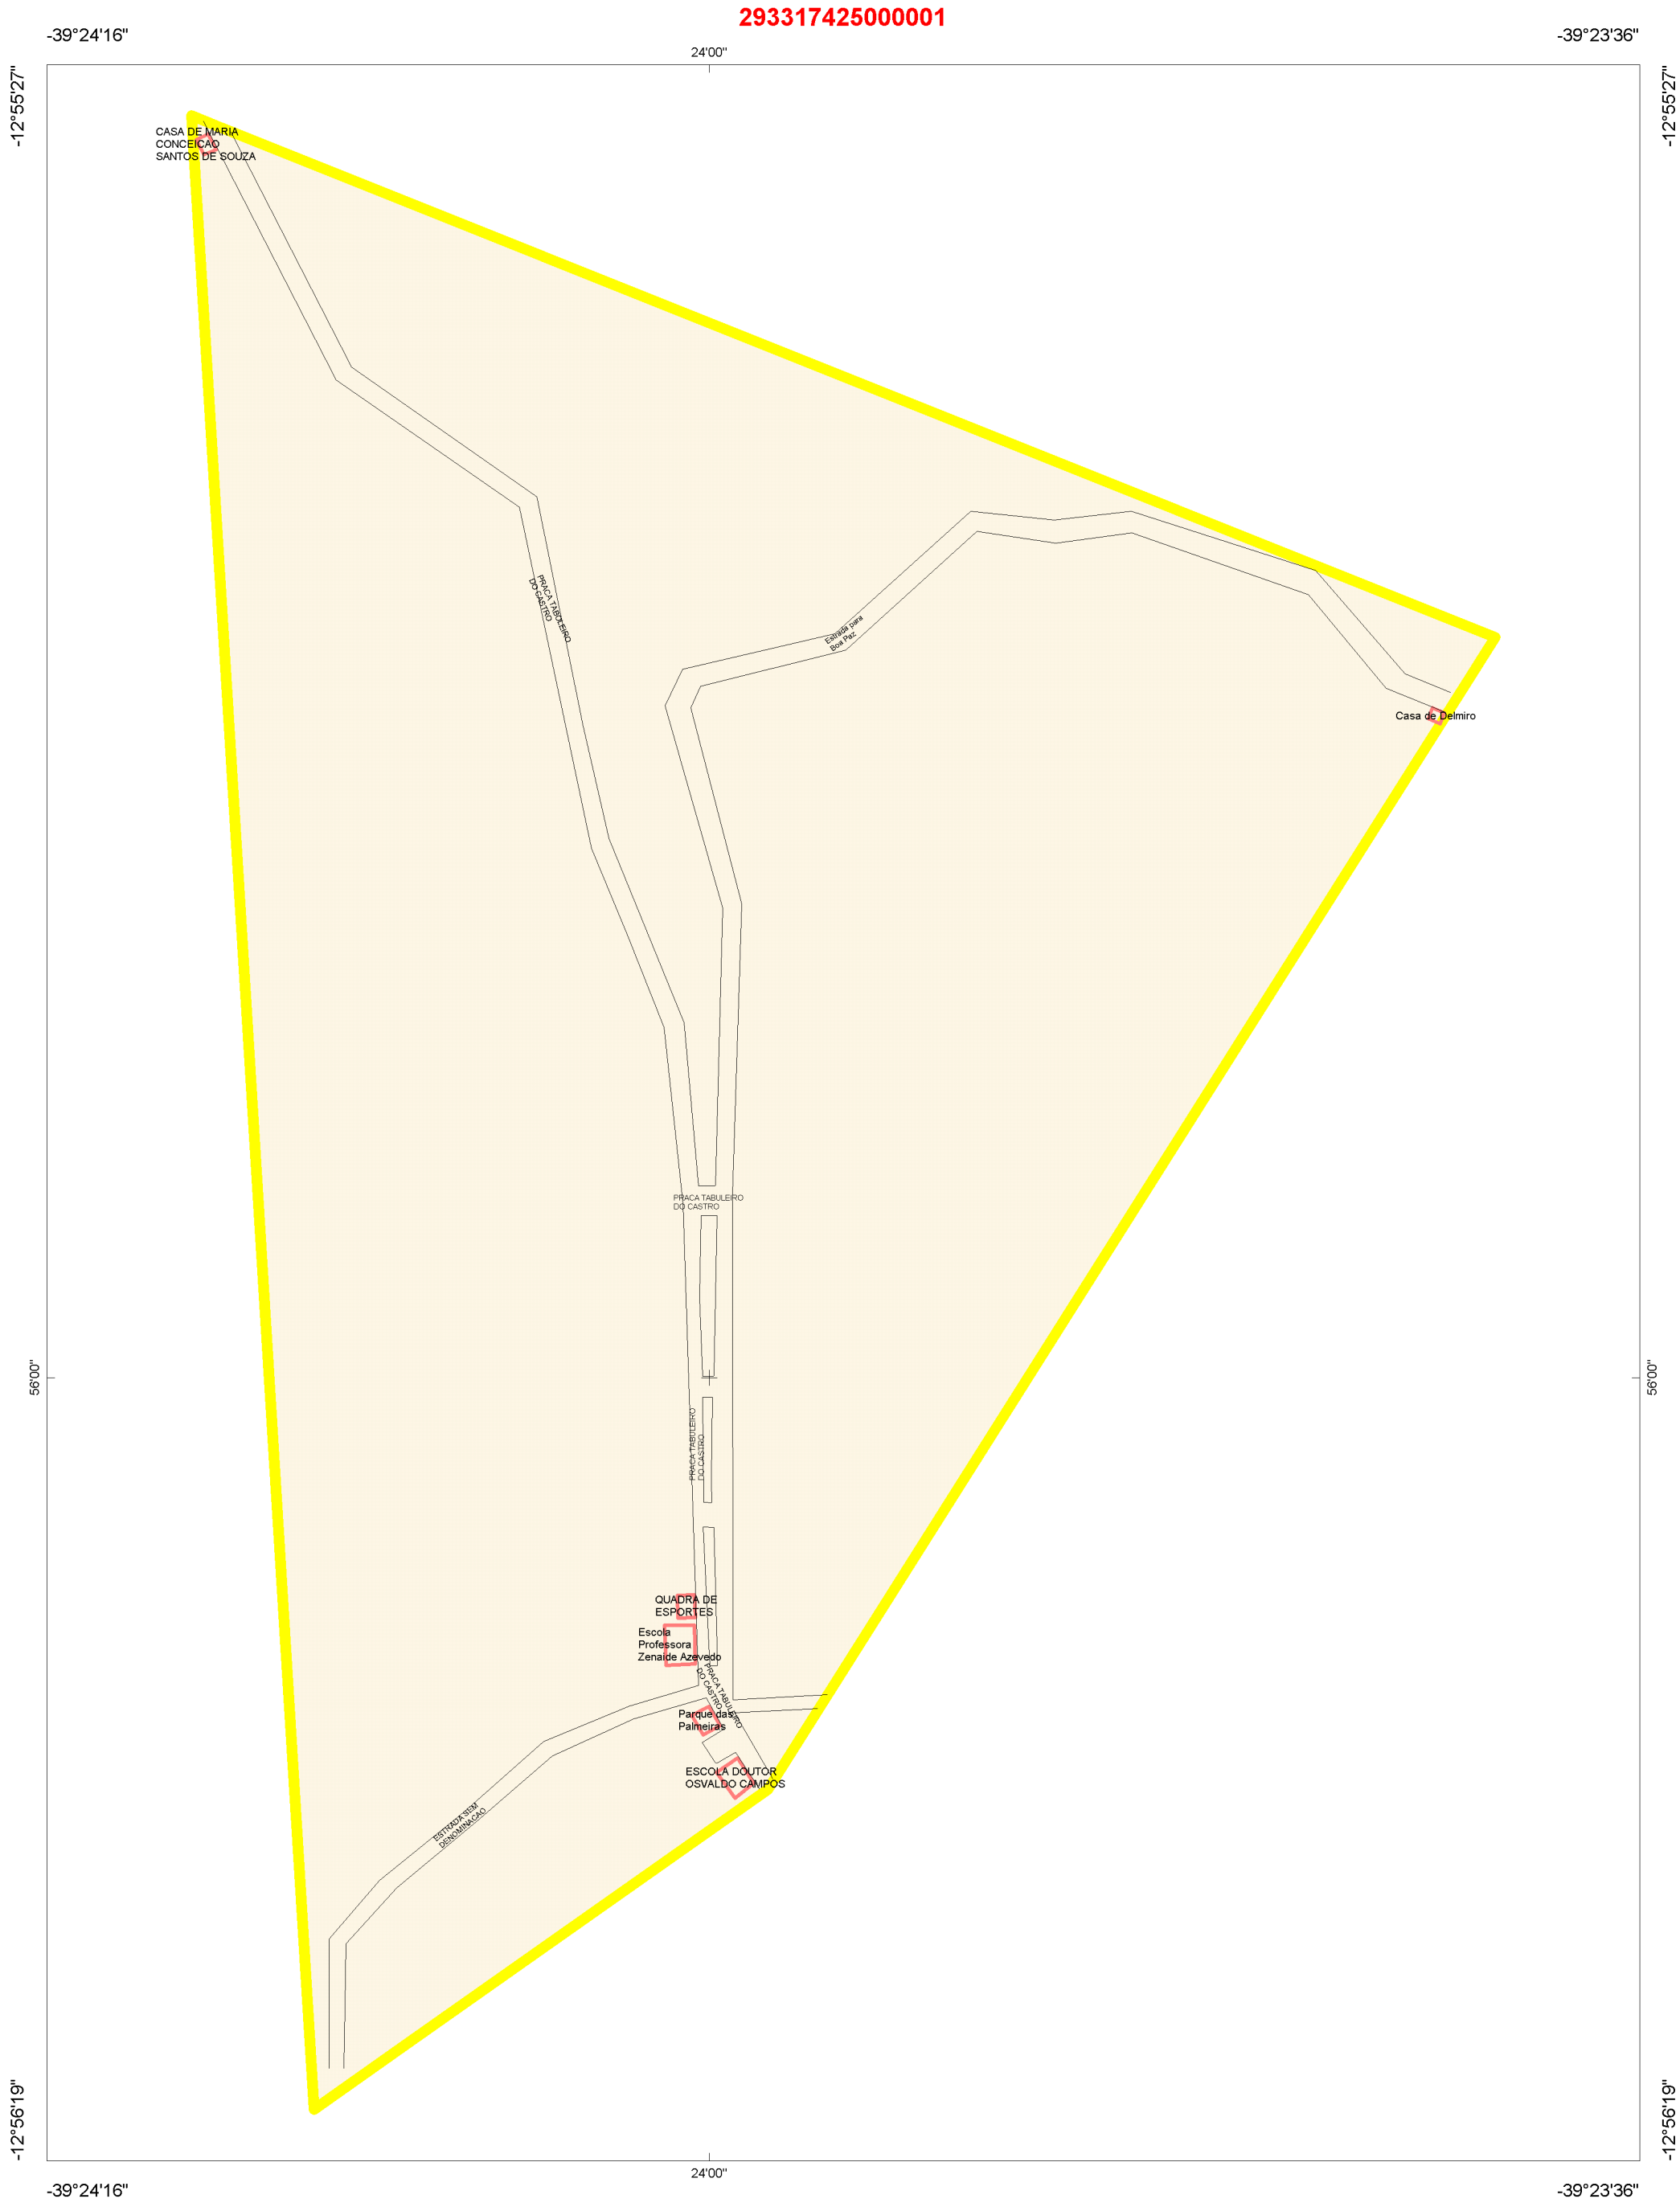 293317425000001
-39°24'16"
24'00"
-39°23'36"
-12°55'27"
-12°55'27"
CASA DE MARIA
CONCEICAO
SANTOS DE SOUZA
PRACA TABULEIRO
DO CASTRO
Estrada para
Boa Paz
Casa de Delmiro
PRACA TABULEIRO
DO CASTRO
56'00"
56'00"
PRACA TABULEIRO
DO CASTRO
QUADRA DE
ESPORTES
Escola
Professora
Zenaide Azevedo
PRACA TABULEIRO
DO CASTRO
Parque das
Palmeiras
ESCOLA DOUTOR
OSVALDO CAMPOS
ESTRADA SEM
DENOMINACAO
-12°56'19"
-12°56'19"
24'00"
-39°24'16"
-39°23'36"